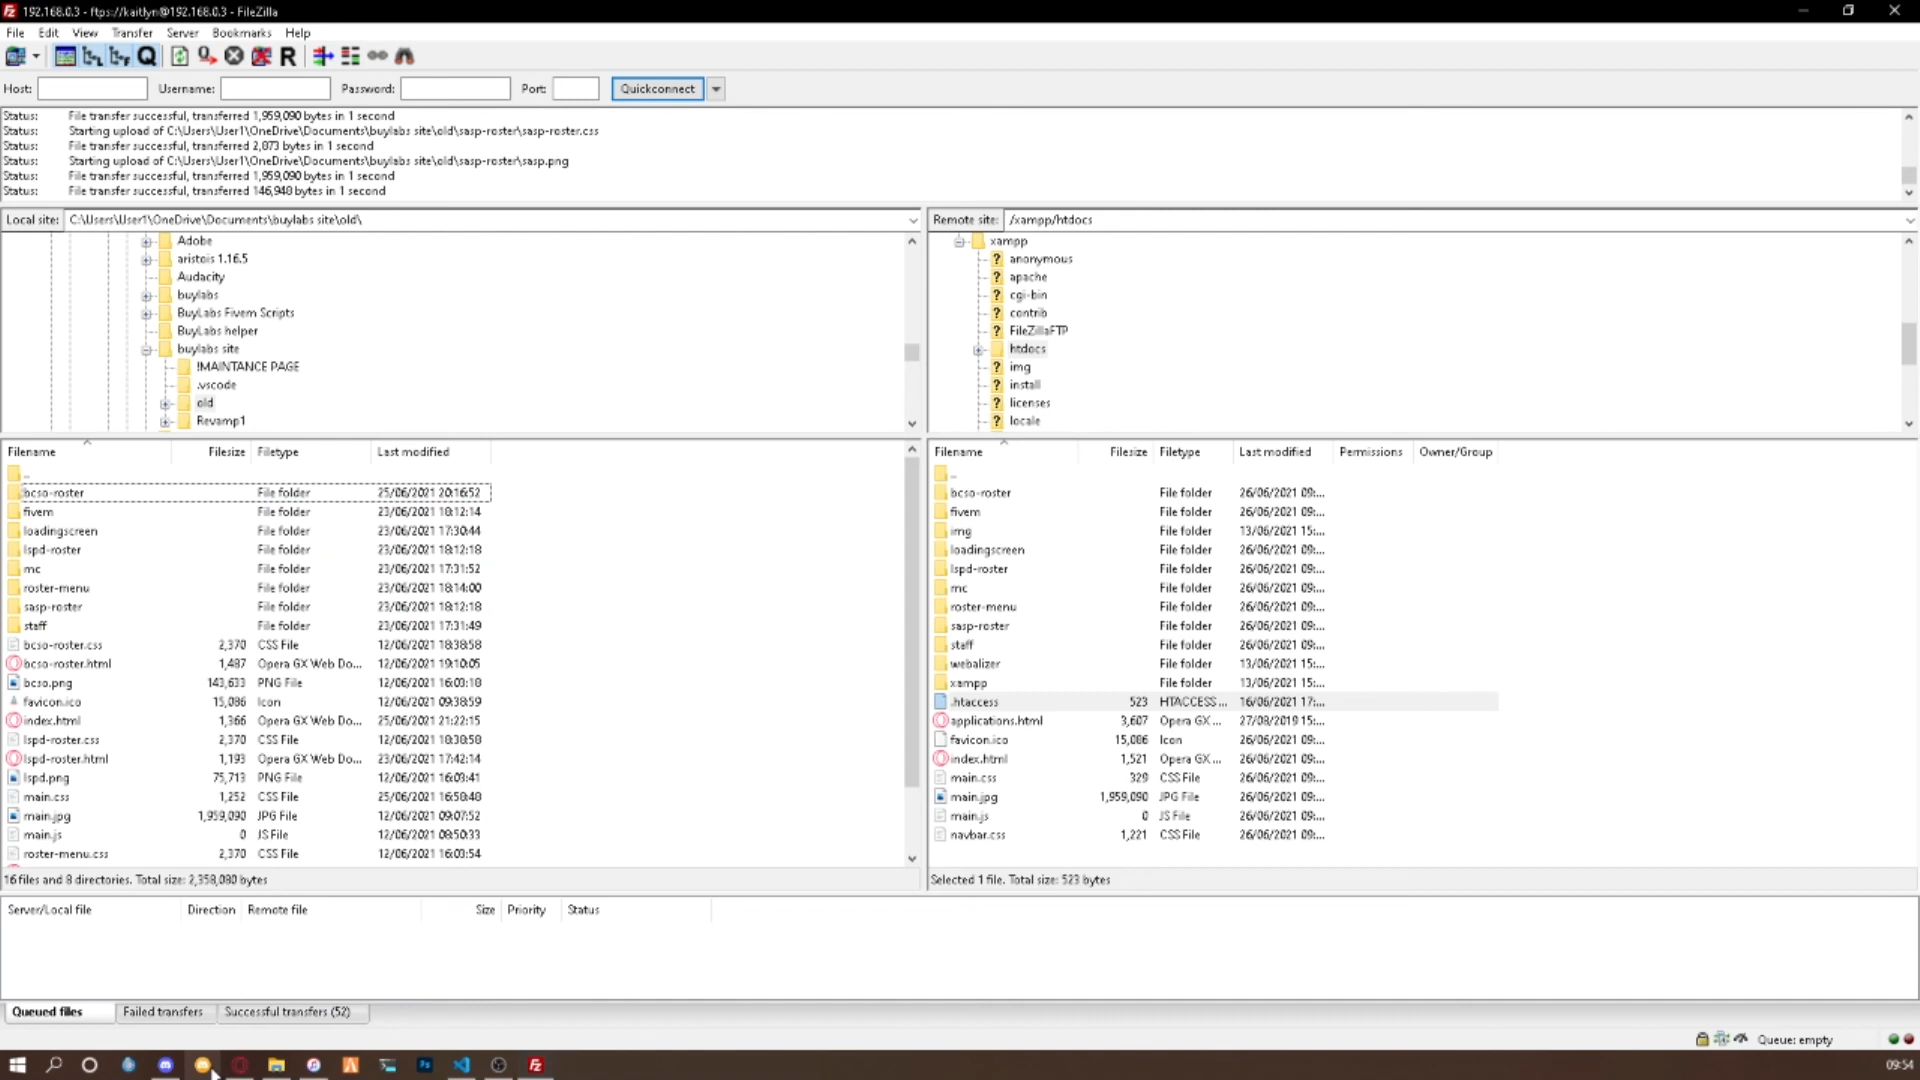 192.168.0.3 - ftps://kaitlyn@192.168.0.3 - FileZilla
File Edit View Transfer Server Bookmarks Help
Host: Username: Password: Port: Quickconnect
Status: File transfer successful, transferred 1,959,090 bytes in 1 second
Status: Starting upload of C:\Users\User1\OneDrive\Documents\buylabs site\old\sasp-roster\sasp-roster.css
Status: File transfer successful, transferred 2,873 bytes in 1 second
Status: Starting upload of C:\Users\User1\OneDrive\Documents\buylabs site\old\sasp-roster\sasp.png
Status: File transfer successful, transferred 1,959,090 bytes in 1 second
Status: File transfer successful, transferred 146,948 bytes in 1 second
Local site: C:\Users\User1\OneDrive\Documents\buylabs site\old\
Adobe
aristois 1.16.5
Audacity
buylabs
BuyLabs Fivem Scripts
BuyLabs helper
buylabs site
!MAINTANCE PAGE
.vscode
old
Revamp1
Remote site: /xampp/htdocs
xampp
? anonymous
? apache
? cgi-bin
? contrib
? FileZillaFTP
htdocs
? img
? install
? licenses
? locale
Filename Filesize Filetype Last modified
..
bcso-roster File folder 25/06/2021 20:16:52
fivem File folder 23/06/2021 18:12:14
loadingscreen File folder 23/06/2021 17:30:44
lspd-roster File folder 23/06/2021 18:12:18
mc File folder 23/06/2021 17:31:52
roster-menu File folder 23/06/2021 18:14:00
sasp-roster File folder 23/06/2021 18:12:18
staff File folder 23/06/2021 17:31:49
bcso-roster.css 2,370 CSS File 12/06/2021 18:38:58
bcso-roster.html 1,487 Opera GX Web Do... 12/06/2021 19:10:05
bcso.png 143,633 PNG File 12/06/2021 16:03:18
favicon.ico 15,086 Icon 12/06/2021 09:38:59
index.html 1,366 Opera GX Web Do... 25/06/2021 21:22:15
lspd-roster.css 2,370 CSS File 12/06/2021 18:38:58
lspd-roster.html 1,193 Opera GX Web Do... 23/06/2021 17:42:14
lspd.png 75,713 PNG File 12/06/2021 16:03:41
main.css 1,252 CSS File 25/06/2021 16:58:48
main.jpg 1,959,090 JPG File 12/06/2021 09:07:52
main.js 0 JS File 12/06/2021 08:50:33
roster-menu.css 2,370 CSS File 12/06/2021 16:03:54
16 files and 8 directories. Total size: 2,358,080 bytes
Filename Filesize Filetype Last modified Permissions Owner/Group
..
bcso-roster File folder 26/06/2021 09:...
fivem File folder 26/06/2021 09:...
img File folder 13/06/2021 15:...
loadingscreen File folder 26/06/2021 09:...
lspd-roster File folder 26/06/2021 09:...
mc File folder 26/06/2021 09:...
roster-menu File folder 26/06/2021 09:...
sasp-roster File folder 26/06/2021 09:...
staff File folder 26/06/2021 09:...
webalizer File folder 13/06/2021 15:...
xampp File folder 13/06/2021 15:...
.htaccess 523 HTACCESS ... 16/06/2021 17:...
applications.html 3,607 Opera GX ... 27/08/2019 15:...
favicon.ico 15,086 Icon 26/06/2021 09:...
index.html 1,521 Opera GX ... 26/06/2021 09:...
main.css 329 CSS File 26/06/2021 09:...
main.jpg 1,959,090 JPG File 26/06/2021 09:...
main.js 0 JS File 26/06/2021 09:...
navbar.css 1,221 CSS File 26/06/2021 09:...
Selected 1 file. Total size: 523 bytes
Server/Local file Direction Remote file Size Priority Status
Queued files Failed transfers Successful transfers (52)
Queue: empty
09:54